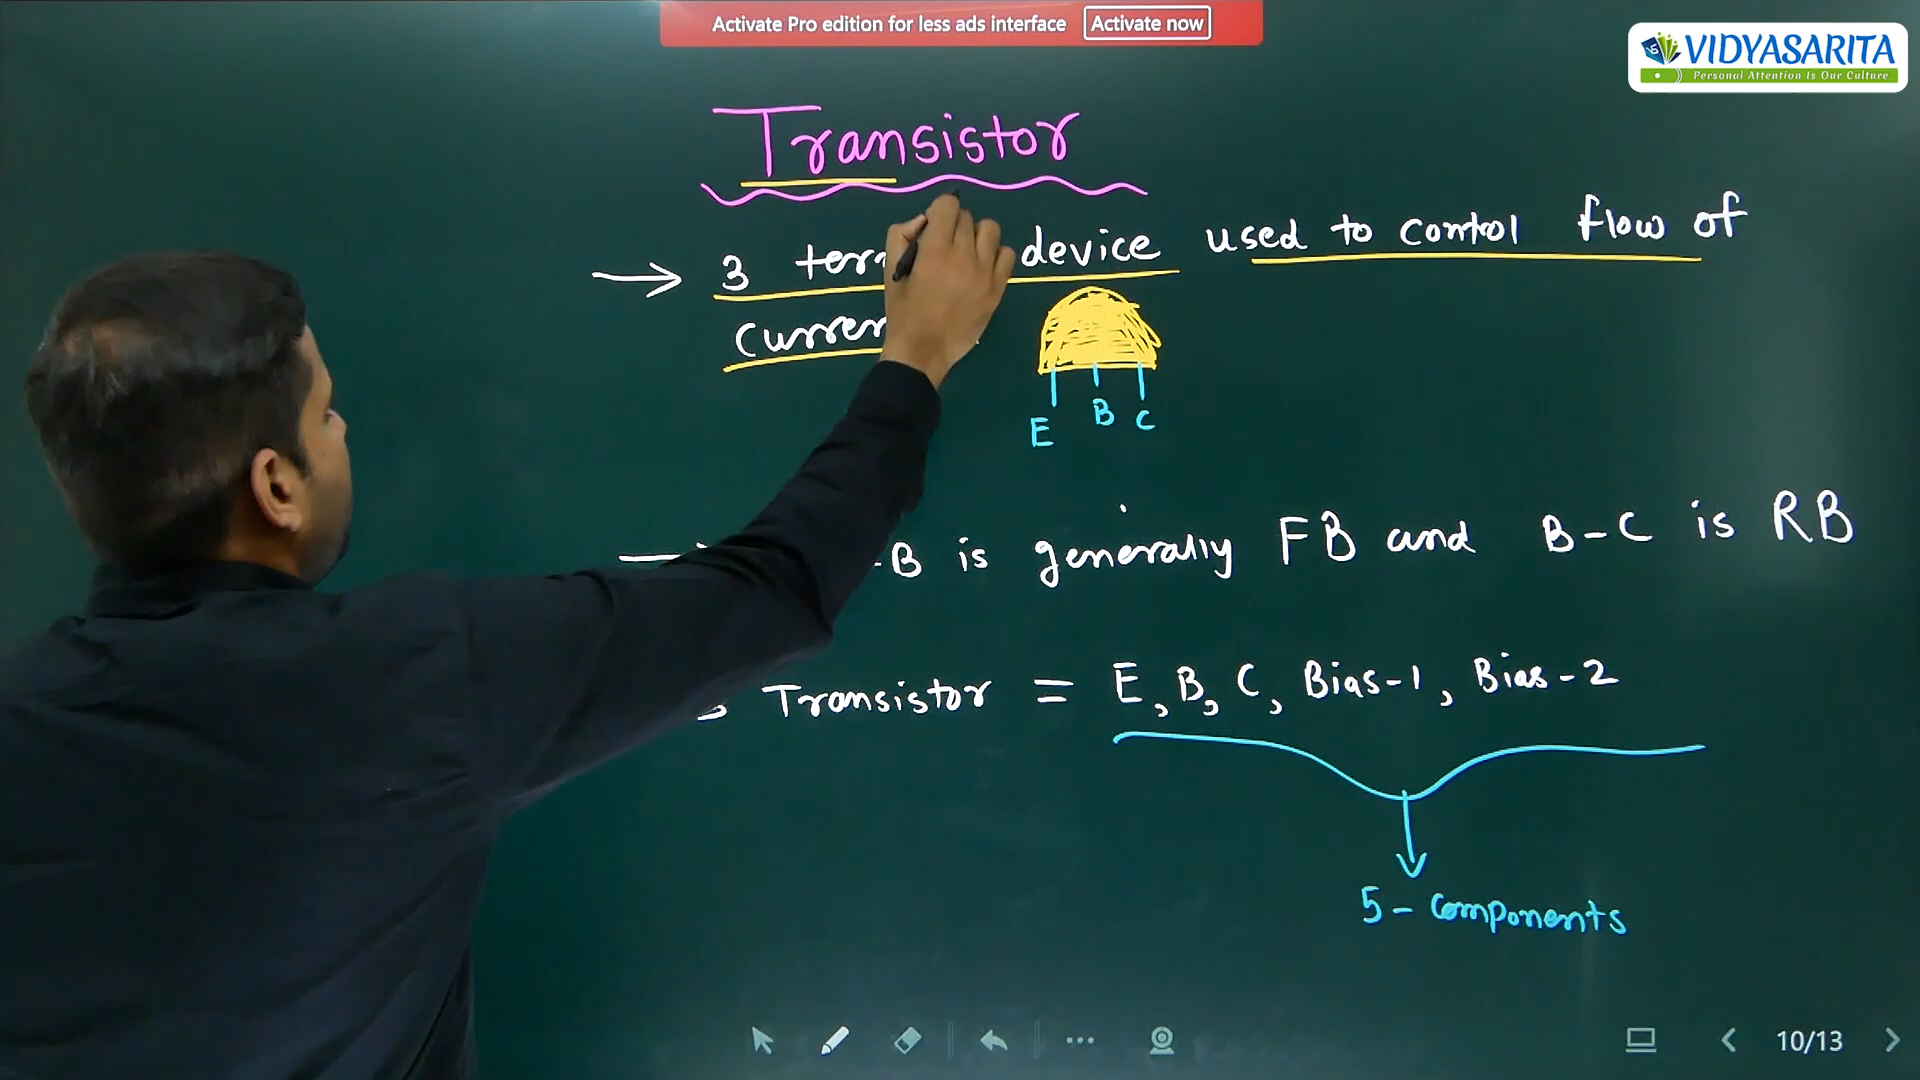 Activate Pro edition for less ads interface Activate now
VIDYASARITA
Personal Attention Is Our Culture
Transistor
→ 3 device used to control flow of
E B C
B is generally FB and B-C is RB
Transistor = E, B, C, Bias-1, Bias-2
5- Components
10/13